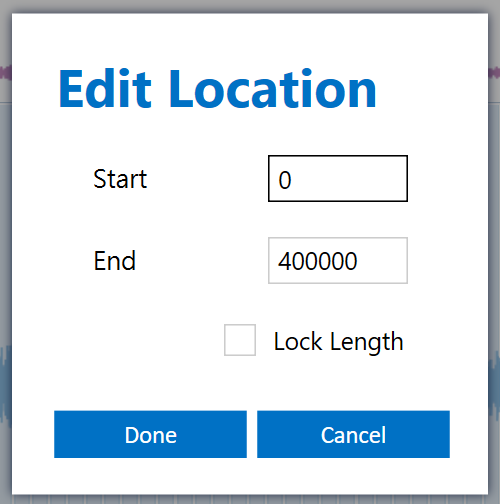 Edit Location
Start 0
End 400000
Lock Length
Done Cancel